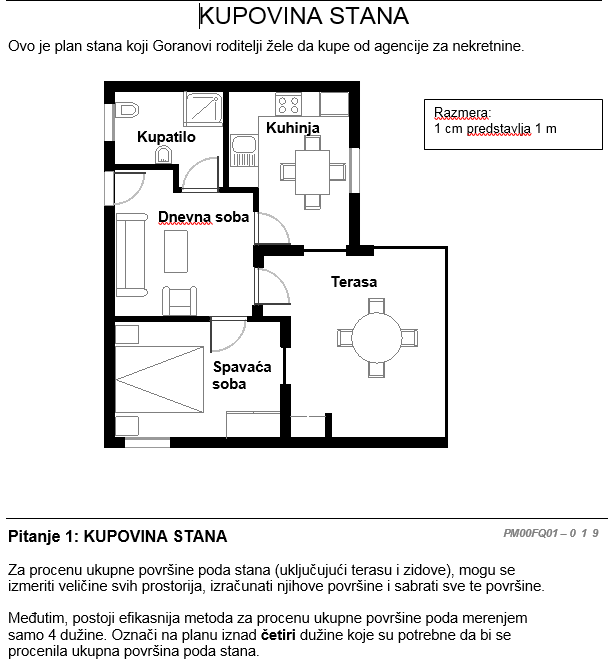 KUPOVINA STANA
Ovo je plan stana koji Goranovi roditelji žele da kupe od agencije za nekretnine.
Razmera:
1 cm predstavlja 1 m
Kupatilo
Kuhinja
Dnevna soba
Terasa
Spavaća
soba
Pitanje 1: KUPOVINA STANA
PM00FQ01 – 0 1 9
Za procenu ukupne površine poda stana (uključujući terasu i zidove), mogu se
izmeriti veličine svih prostorija, izračunati njihove površine i sabrati sve te površine.
Međutim, postoji efikasnija metoda za procenu ukupne površine poda merenjem
samo 4 dužine. Označi na planu iznad četiri dužine koje su potrebne da bi se
procenila ukupna površina poda stana.